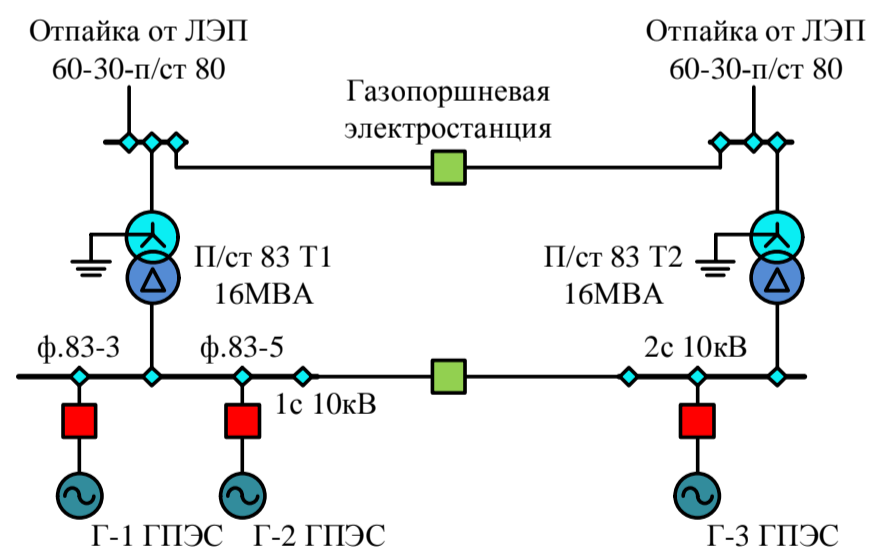 Отпайка от ЛЭП
60-30-п/ст 80
Отпайка от ЛЭП
60-30-п/ст 80
Газопоршневая
электростанция
П/ст 83 Т1
16МВА
П/ст 83 Т2
16МВА
ф.83-3
ф.83-5
2с 10кВ
1с 10кВ
Г-1 ГПЭС
Г-2 ГПЭС
Г-3 ГПЭС